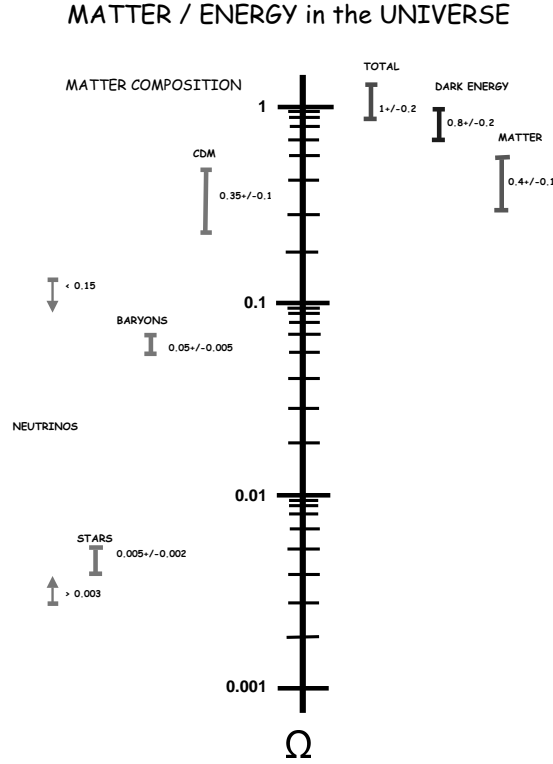 MATTER / ENERGY in the UNIVERSE
TOTAL
MATTER COMPOSITION
DARK ENERGY
1
1+/-0.2
0.8+/-0.2
MATTER
CDM
0.4+/-0.1
0.35+/-0.1
< 0.15
0.1
BARYONS
0.05+/-0.005
NEUTRINOS
0.01
STARS
0.005+/-0.002
> 0.003
0.001
Ω